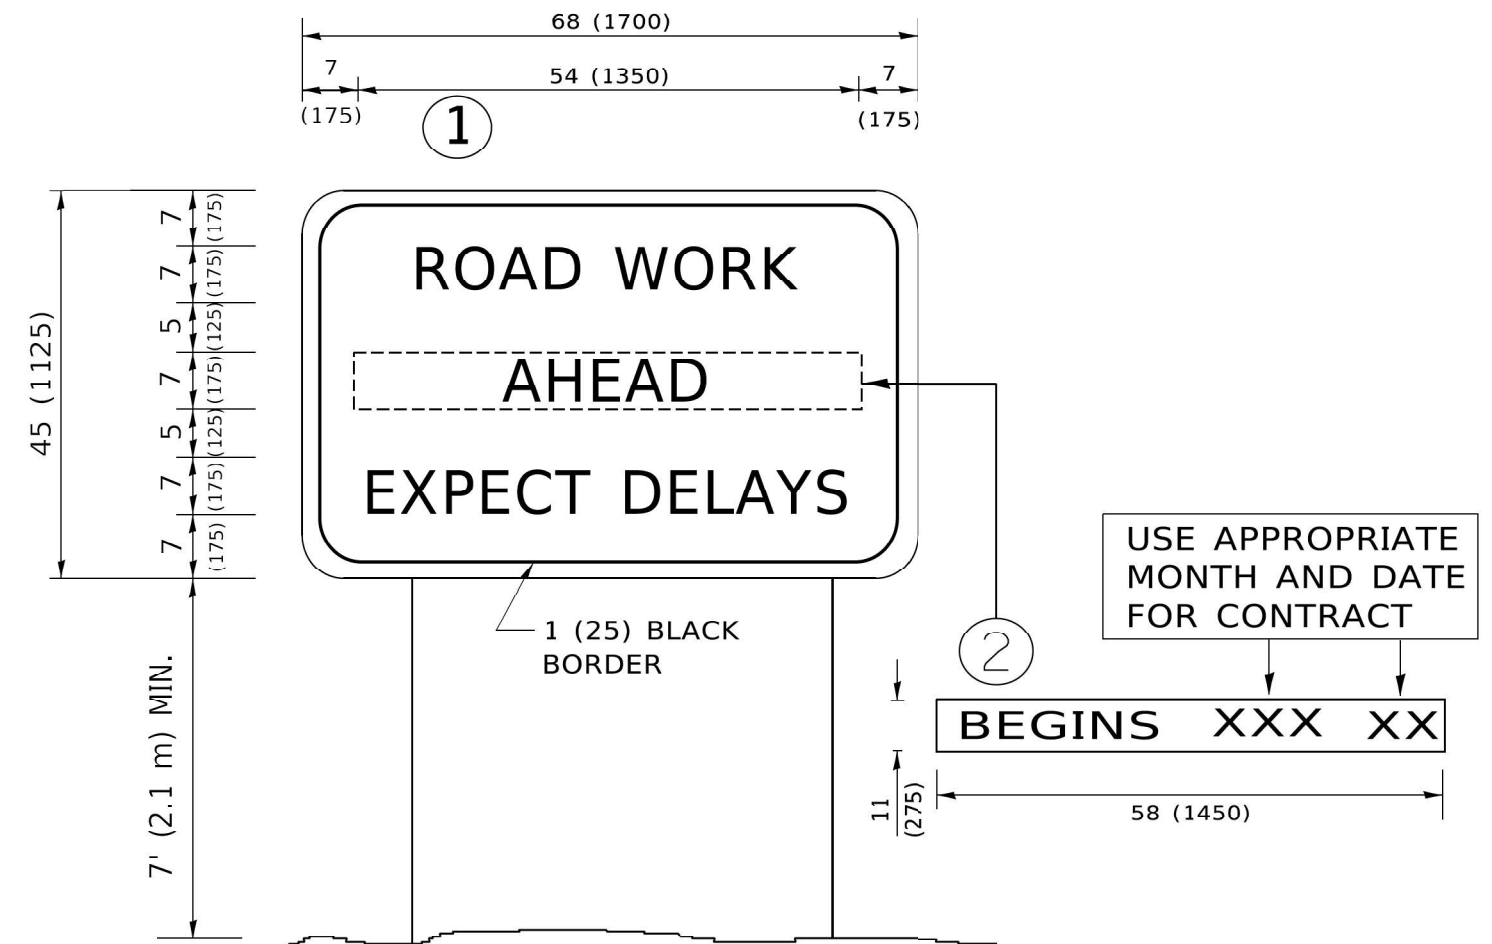 68 (1700)
7
54 (1350)
7
(175)
(175)
1
45 (1125)
7 (175)
7 (175)
5 (125)
7 (175)
5 (125)
7 (175)
7 (175)
ROAD WORK
AHEAD
EXPECT DELAYS
1 (25) BLACK
BORDER
7' (2.1 m) MIN.
2
USE APPROPRIATE
MONTH AND DATE
FOR CONTRACT
BEGINS XXX XX
11
(275)
58 (1450)